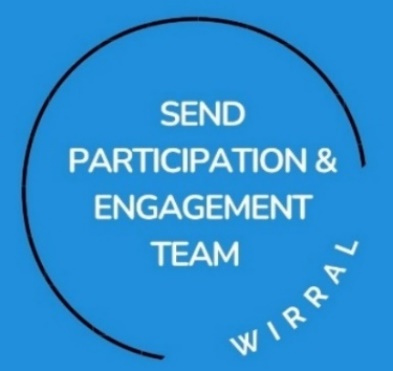 SEND
PARTICIPATION &
ENGAGEMENT
TEAM
WIRRAL